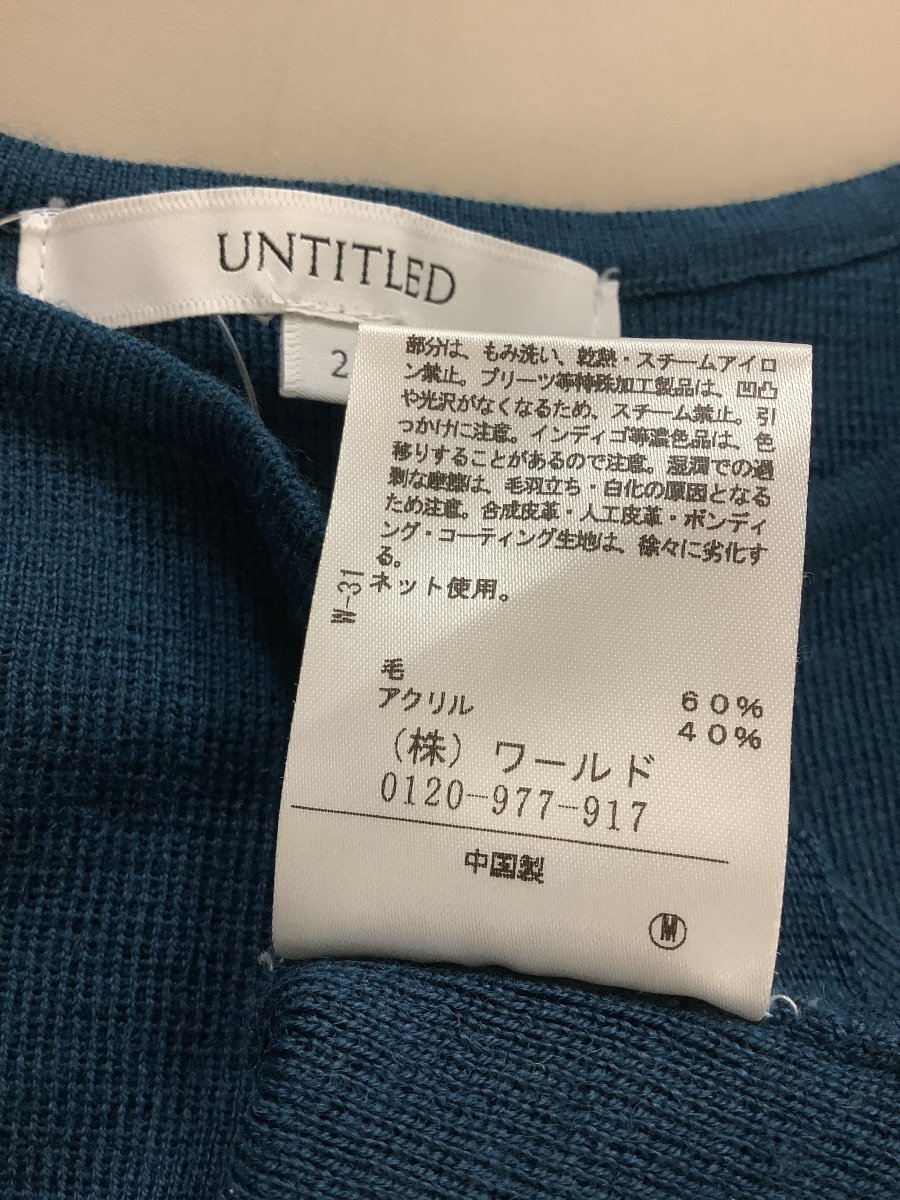 UNTITLED
2
部分は、もみ洗い、乾熱・スチームアイロ
ン禁止。プリーツ等特殊加工製品は、凹凸
や光沢がなくなるため、スチーム禁止。引
っかけに注意。インディゴ等濃色品は、色
移りすることがあるので注意。湿潤での過
剰な摩擦は、毛羽立ち・白化の原因となる
ため注意。合成皮革・人工皮革・ボンディ
ング・コーティング生地は、徐々に劣化す
る。
ネット使用。
W-31
毛 60%
アクリル 40%
(株) ワールド
0120-977-917
中国製
M